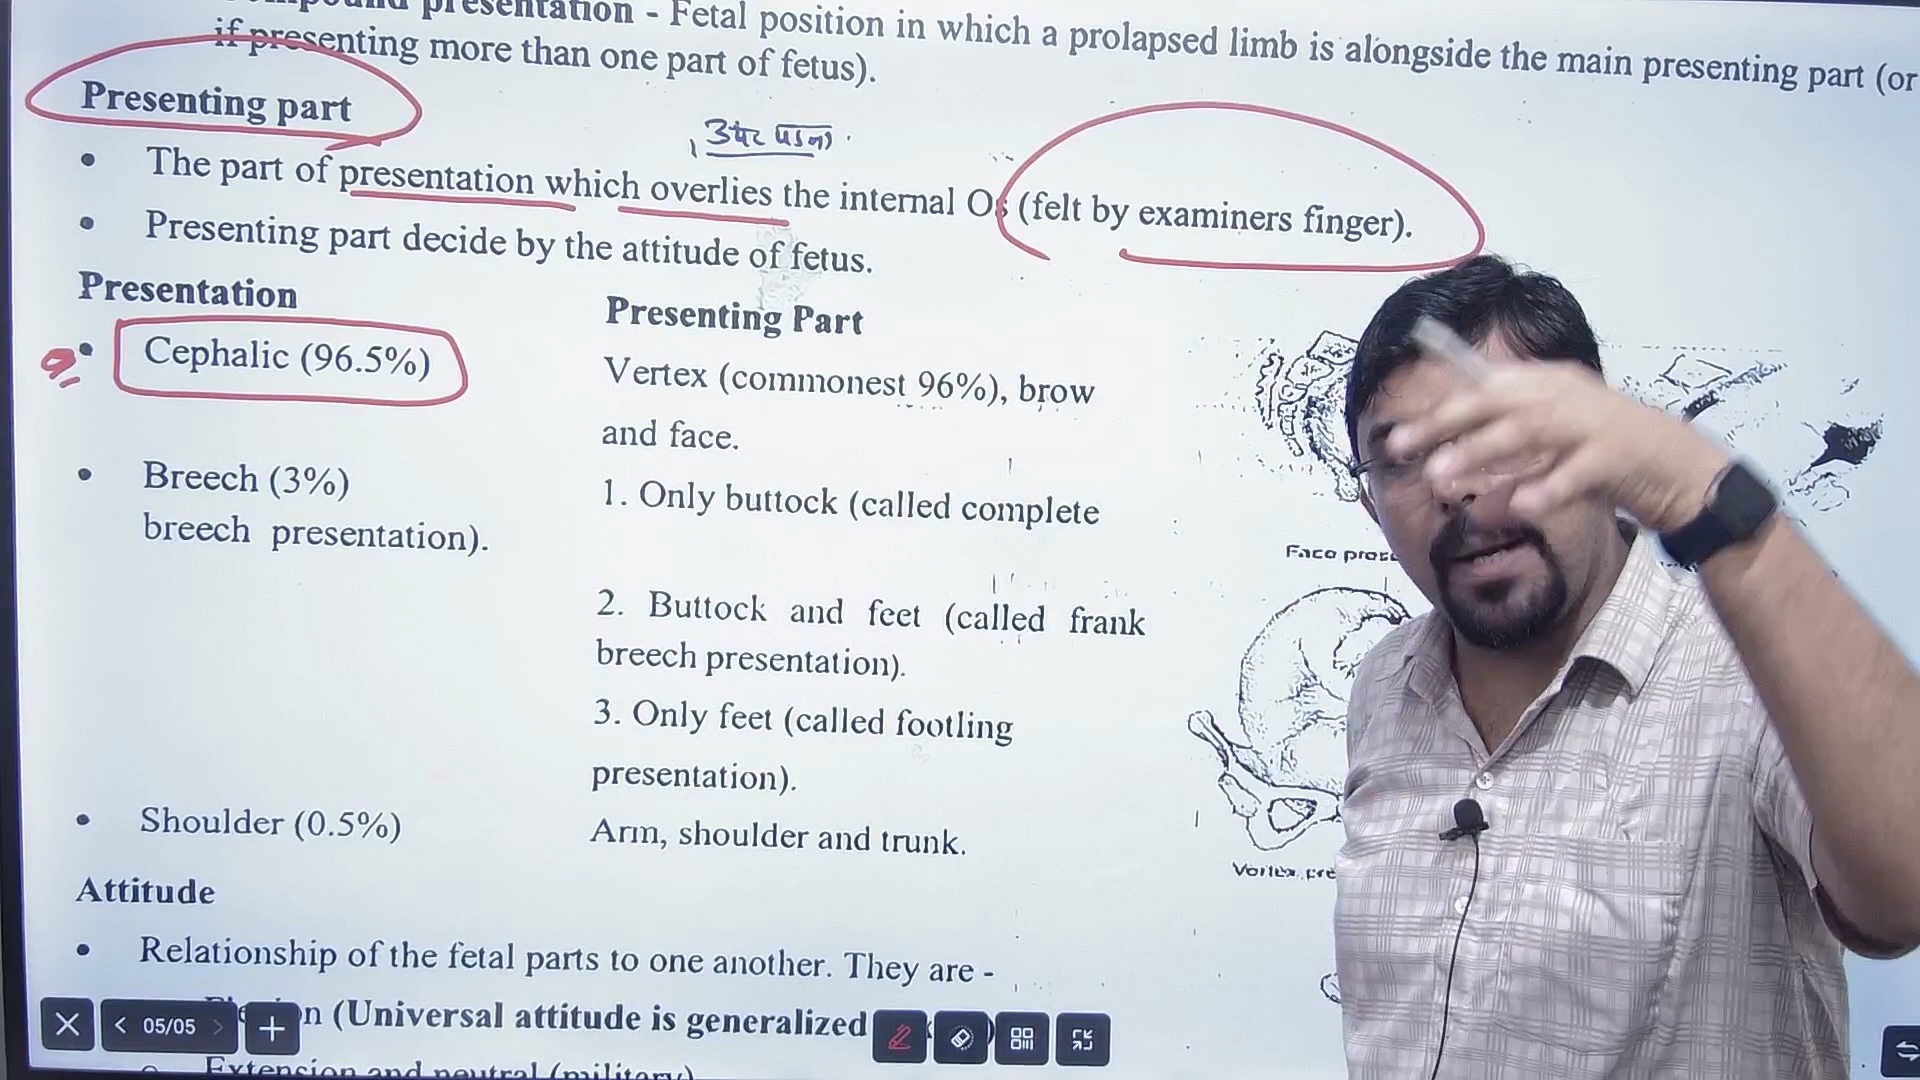 presentation - Fetal position in which a prolapsed limb is alongside the main presenting part (or
if presenting more than one part of fetus).
Presenting part
• The part of presentation which overlies the internal Os (felt by examiners finger).
• Presenting part decide by the attitude of fetus.
Presentation Presenting Part
• Cephalic (96.5%) Vertex (commonest 96%), brow
and face.
• Breech (3%) 1. Only buttock (called complete
breech presentation).
2. Buttock and feet (called frank
breech presentation).
3. Only feet (called footling
presentation).
• Shoulder (0.5%) Arm, shoulder and trunk.
Face
Attitude
• Relationship of the fetal parts to one another. They are -
(Universal attitude is generalized
Extension and neutral (military)
05/05